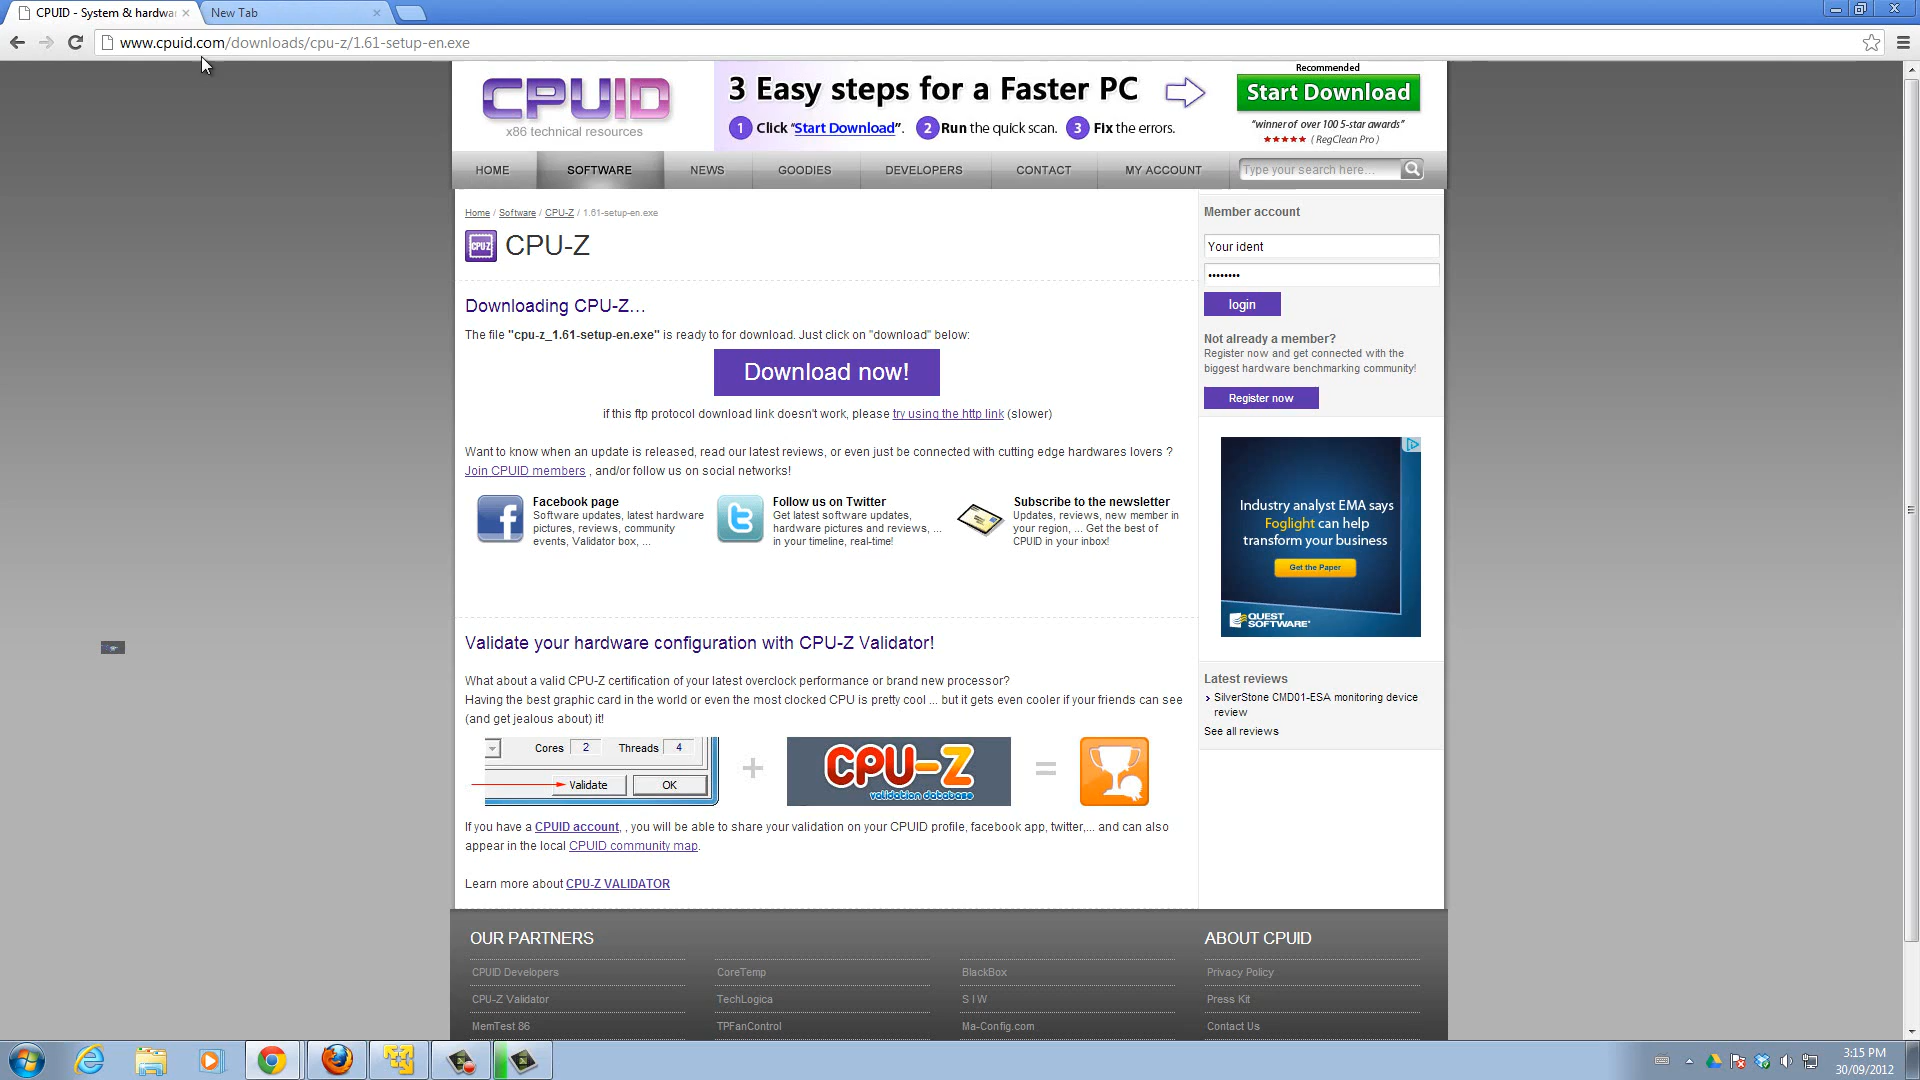 CPUID - System & hardwa
New Tab
www.cpuid.com/downloads/cpu-z/1.61-setup-en.exe
CPUID
x86 technical resources
3 Easy steps for a Faster PC
1 Click “Start Download”. 2 Run the quick scan. 3 Fix the errors.
Recommended
Start Download
“winner of over 100 5-star awards”
★★★★★ ( RegClean Pro )
HOME
SOFTWARE
NEWS
GOODIES
DEVELOPERS
CONTACT
MY ACCOUNT
Type your search here...
Home / Software / CPU-Z / 1.61-setup-en.exe
CPU-Z
CPU-Z
Downloading CPU-Z...
The file "cpu-z_1.61-setup-en.exe" is ready to for download. Just click on "download" below:
Download now!
if this ftp protocol download link doesn't work, please try using the http link (slower)
Want to know when an update is released, read our latest reviews, or even just be connected with cutting edge hardwares lovers ?
Join CPUID members , and/or follow us on social networks!
Facebook page
Software updates, latest hardware
pictures, reviews, community
events, Validator box, ...
Follow us on Twitter
Get latest software updates,
hardware pictures and reviews, ...
in your timeline, real-time!
Subscribe to the newsletter
Updates, reviews, new member in
your region, ... Get the best of
CPUID in your inbox!
Validate your hardware configuration with CPU-Z Validator!
What about a valid CPU-Z certification of your latest overclock performance or brand new processor?
Having the best graphic card in the world or even the most clocked CPU is pretty cool ... but it gets even cooler if your friends can see
(and get jealous about) it!
Cores 2 Threads 4
Validate OK
+
CPU-Z
validation database
=
If you have a CPUID account, , you will be able to share your validation on your CPUID profile, facebook app, twitter,... and can also
appear in the local CPUID community map.
Learn more about CPU-Z VALIDATOR
Member account
Your ident
••••••••
login
Not already a member?
Register now and get connected with the
biggest hardware benchmarking community!
Register now
Industry analyst EMA says
Foglight can help
transform your business
Get the Paper
QUEST
SOFTWARE
Latest reviews
SilverStone CMD01-ESA monitoring device
review
See all reviews
OUR PARTNERS
CPUID Developers
CPU-Z Validator
MemTest 86
CoreTemp
TechLogica
TPFanControl
BlackBox
S I W
Ma-Config.com
ABOUT CPUID
Privacy Policy
Press Kit
Contact Us
3:15 PM
30/09/2012